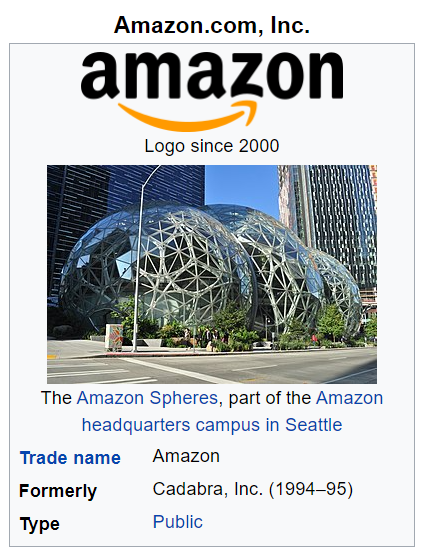 Amazon.com, Inc.
amazon
Logo since 2000
The Amazon Spheres, part of the Amazon
headquarters campus in Seattle
Trade name Amazon
Formerly Cadabra, Inc. (1994–95)
Type Public